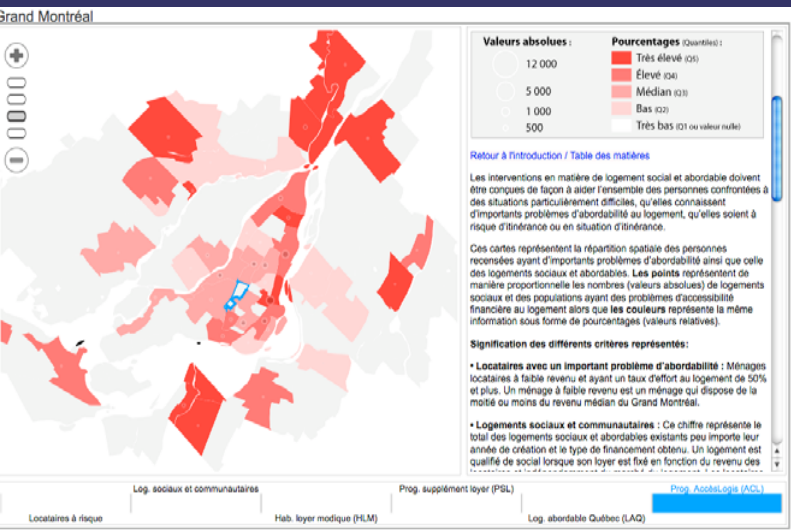 Grand Montréal
Valeurs absolues :
12 000
5 000
1 000
500
Pourcentages (Quantiles) :
Très élevé (Q5)
Élevé (Q4)
Médian (Q3)
Bas (Q2)
Très bas (Q1 ou valeur nulle)
Retour à l'introduction / Table des matières
Les interventions en matière de logement social et abordable doivent
être conçues de façon à aider l'ensemble des personnes confrontées à
des situations particulièrement difficiles, qu'elles connaissent
d'importants problèmes d'abordabilité au logement, qu'elles soient à
risque d'itinérance ou en situation d'itinérance.
Ces cartes représentent la répartition spatiale des personnes
recensées ayant d'importants problèmes d'abordabilité ainsi que celle
des logements sociaux et abordables. Les points représentent de
manière proportionnelle les nombres (valeurs absolues) de logements
sociaux et des populations ayant des problèmes d'accessibilité
financière au logement alors que les couleurs représente la même
information sous forme de pourcentages (valeurs relatives).
Signification des différents critères représentés:
• Locataires avec un important problème d'abordabilité : Ménages
locataires à faible revenu et ayant un taux d'effort au logement de 50%
et plus. Un ménage à faible revenu est un ménage qui dispose de la
moitié ou moins du revenu médian du Grand Montréal.
• Logements sociaux et communautaires : Ce chiffre représente le
total des logements sociaux et abordables existants peu importe leur
année de création et le type de financement obtenu. Un logement est
qualifié de social lorsque son loyer est fixé en fonction du revenu des
Log. sociaux et communautaires
Prog. supplément loyer (PSL)
Prog. AccèsLogis (ACL)
Locataires à risque
Hab. loyer modique (HLM)
Log. abordable Québec (LAQ)